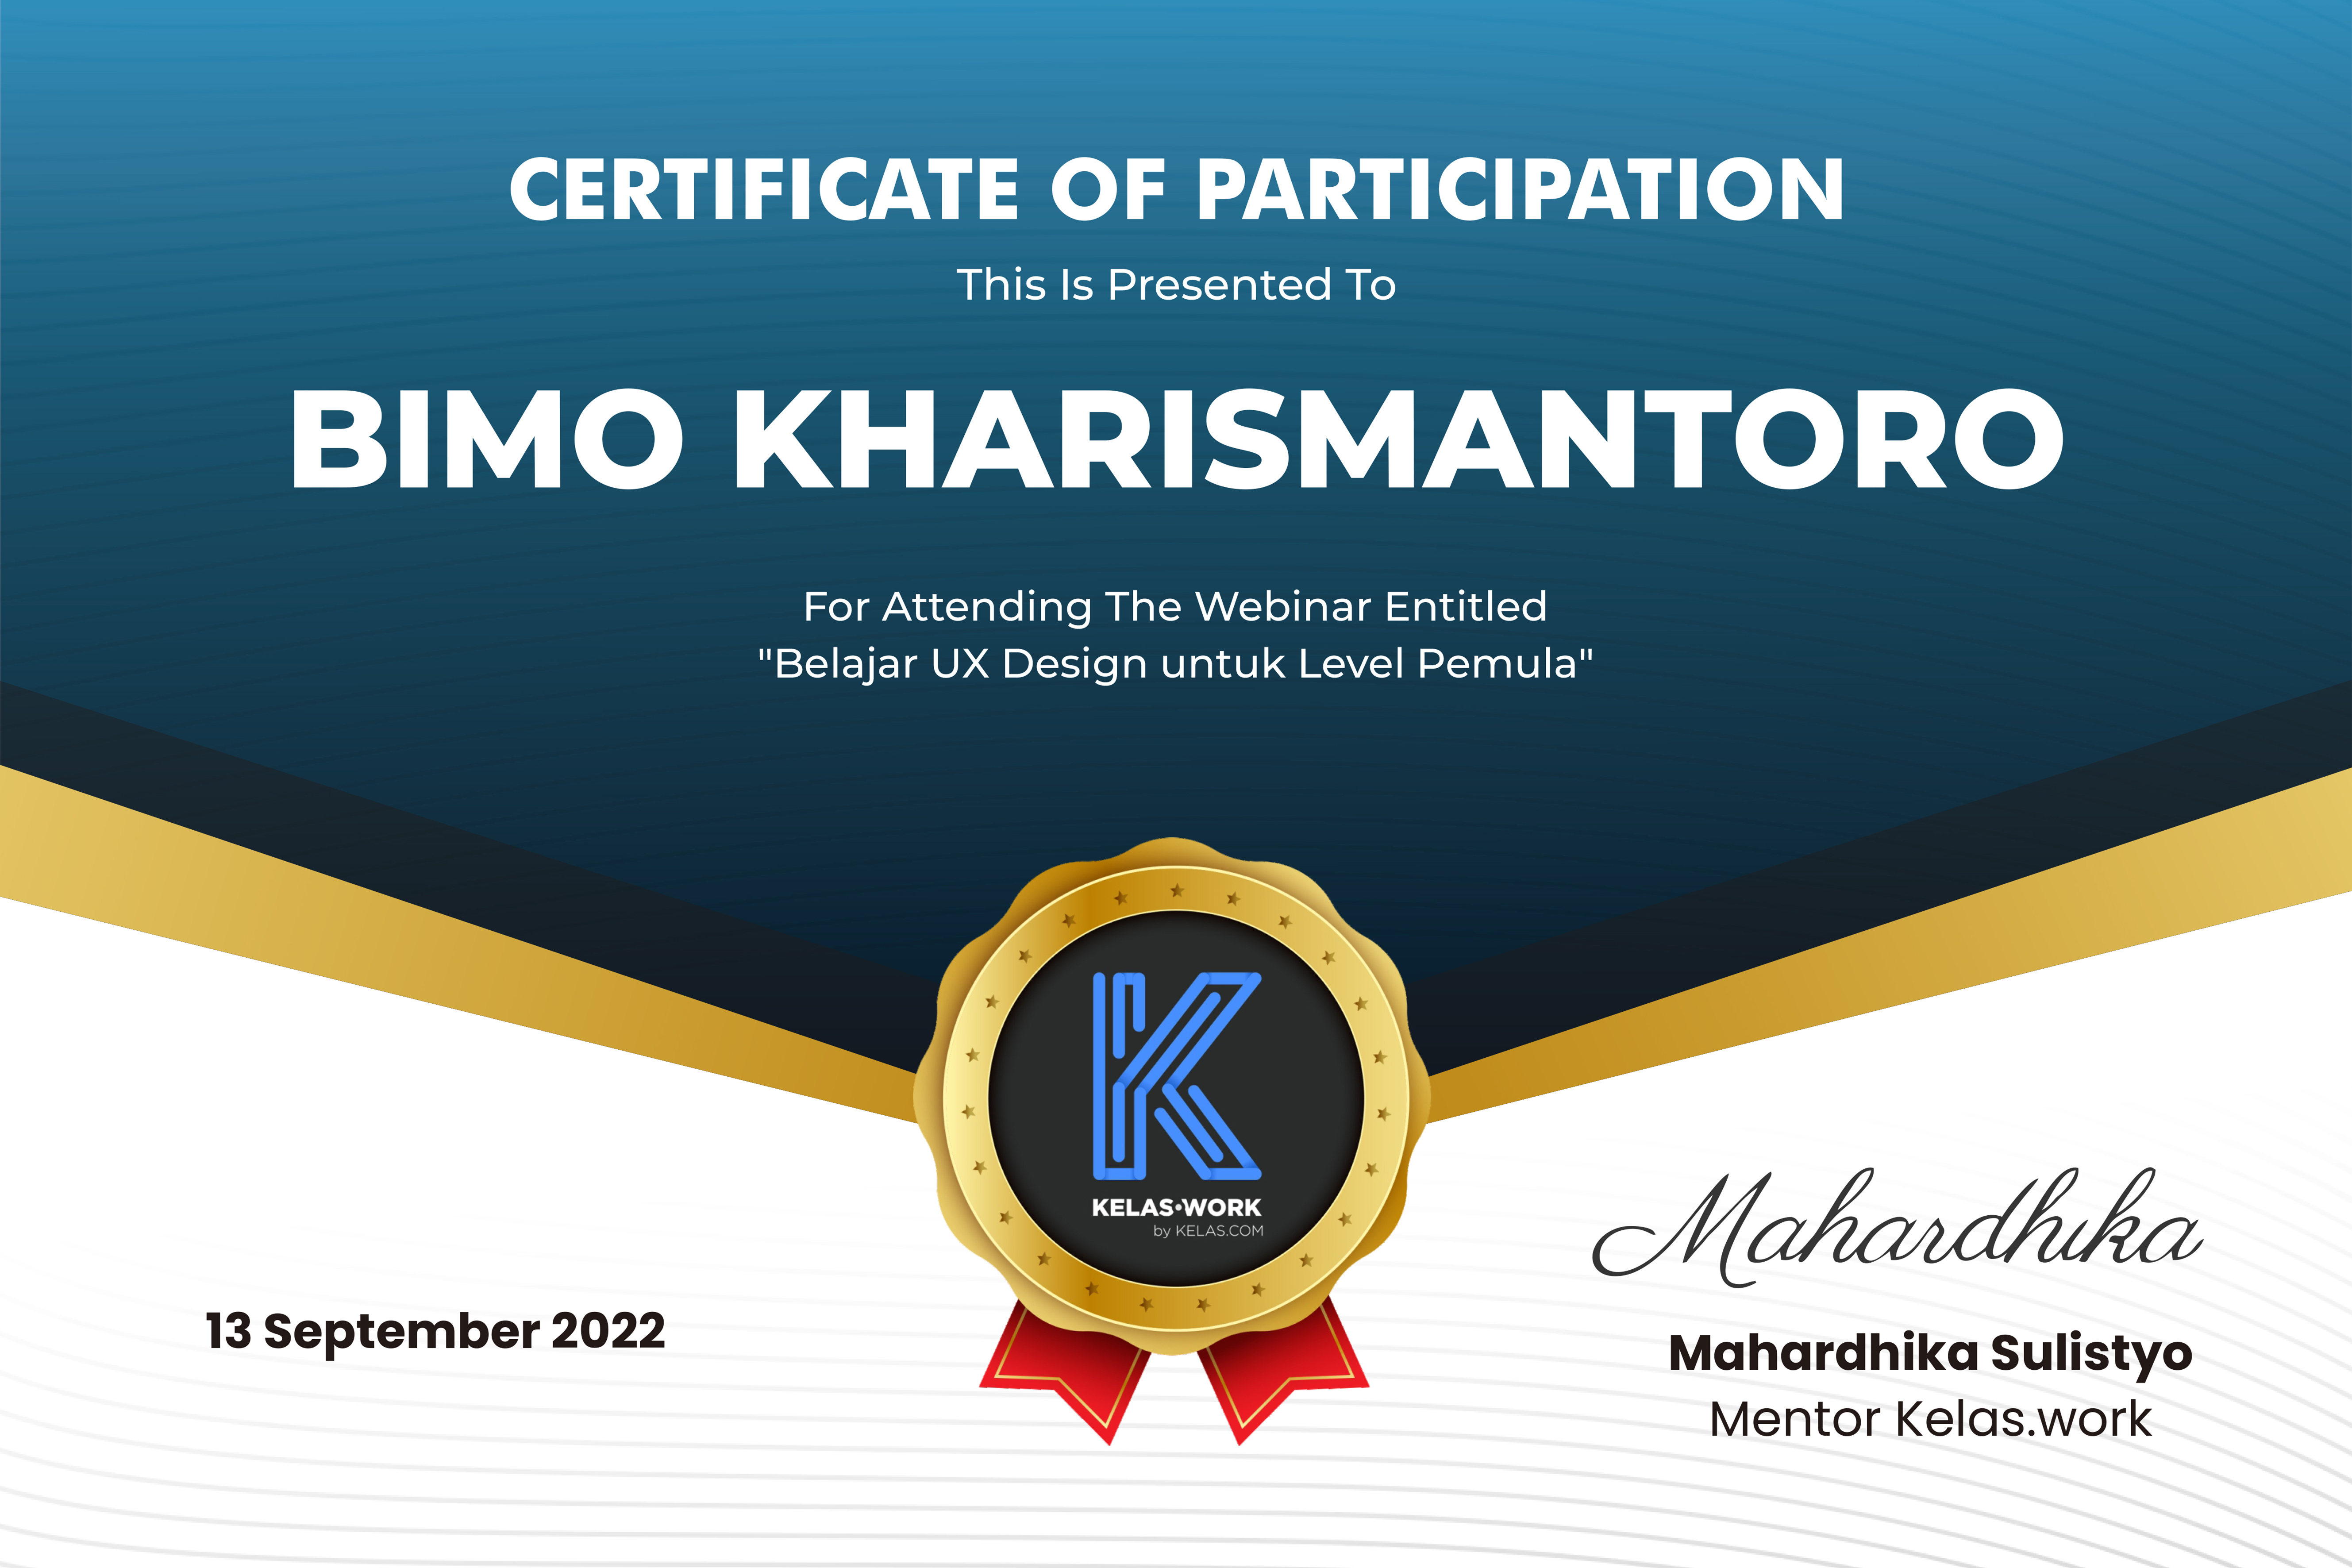 CERTIFICATE OF PARTICIPATION
This Is Presented To
BIMO KHARISMANTORO
For Attending The Webinar Entitled
"Belajar UX Design untuk Level Pemula"
K
KELAS•WORK
by KELAS.COM
13 September 2022
Mahardhika
Mahardhika Sulistyo
Mentor Kelas.work